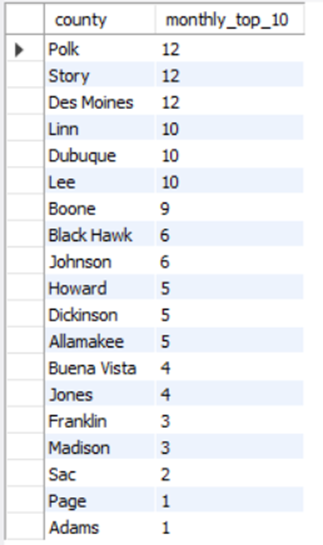 county monthly_top_10
Polk 12
Story 12
Des Moines 12
Linn 10
Dubuque 10
Lee 10
Boone 9
Black Hawk 6
Johnson 6
Howard 5
Dickinson 5
Allamakee 5
Buena Vista 4
Jones 4
Franklin 3
Madison 3
Sac 2
Page 1
Adams 1